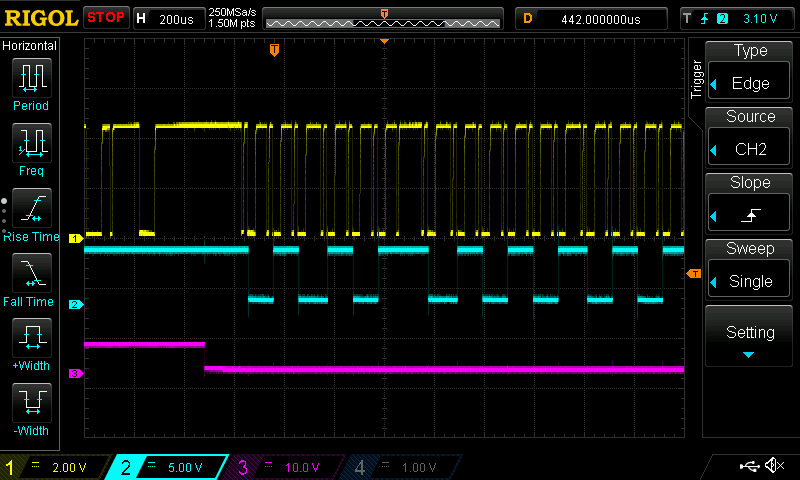 RIGOL STOP H 200us 250MSa/s 1.50M pts T D 442.000000us T 2 3.10 V
Horizontal
Period
Freq
Rise Time
Fall Time
+Width
-Width
T
1
2
3
T
Trigger
Type
Edge
Source
CH2
Slope
Sweep
Single
Setting
1 2.00 V 2 5.00 V 3 10.0 V 4 1.00 V